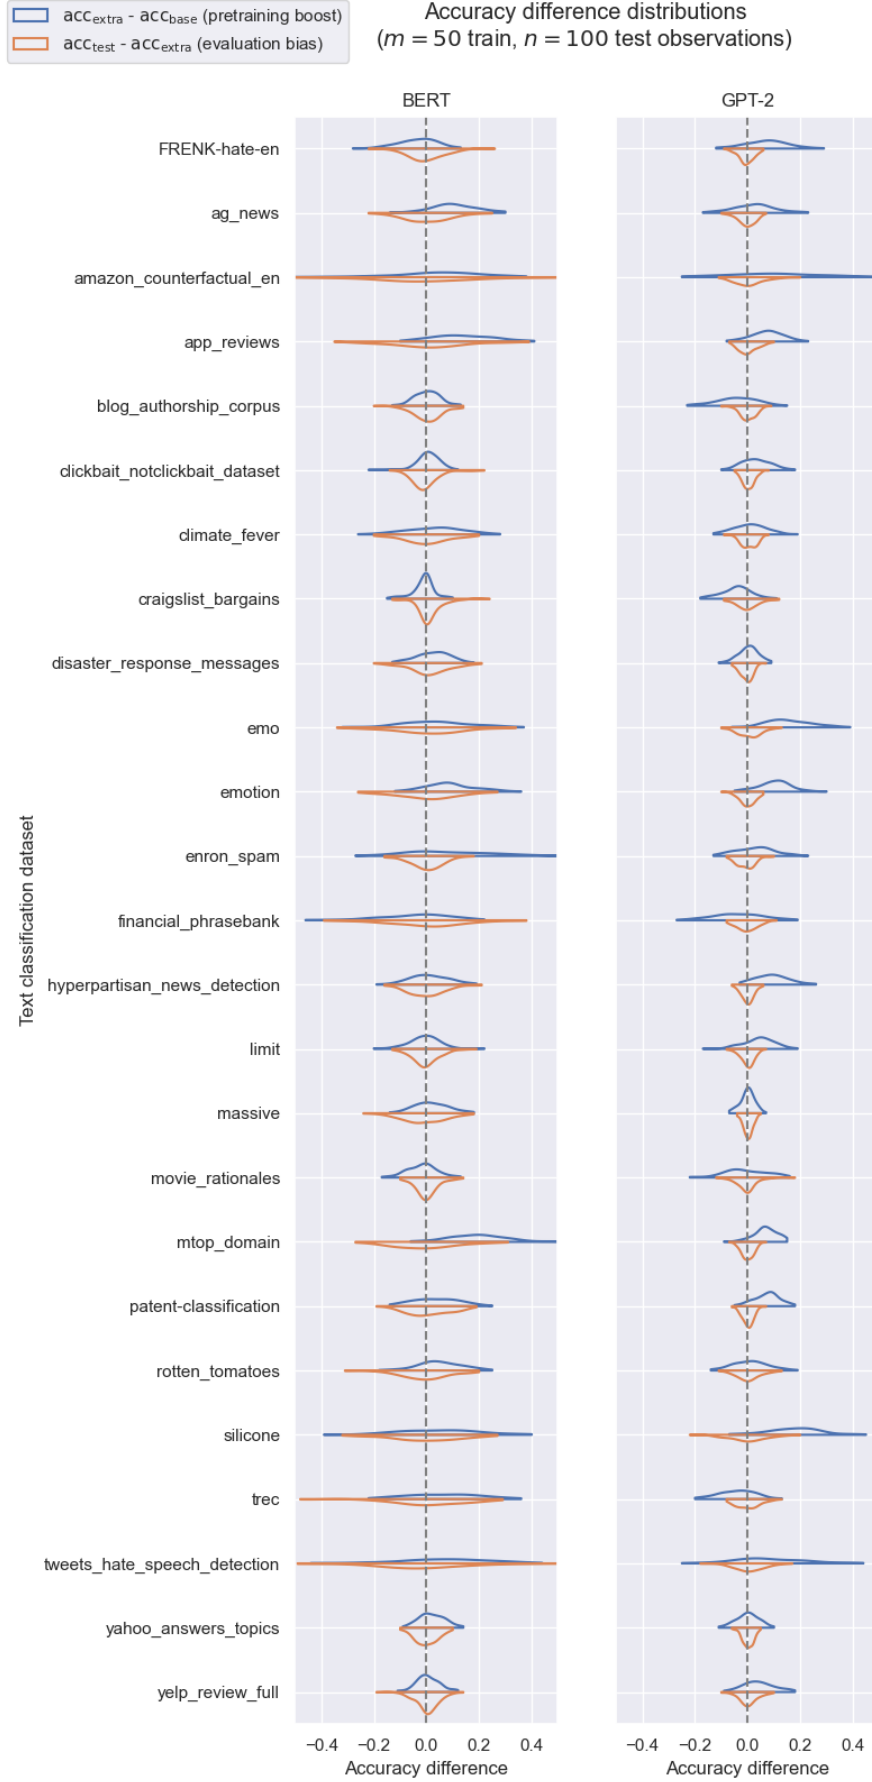 acc_extra - acc_base (pretraining boost)
acc_test - acc_extra (evaluation bias)
Accuracy difference distributions
(m = 50 train, n = 100 test observations)
BERT
GPT-2
Text classification dataset
FRENK-hate-en
ag_news
amazon_counterfactual_en
app_reviews
blog_authorship_corpus
clickbait_notclickbait_dataset
climate_fever
craigslist_bargains
disaster_response_messages
emo
emotion
enron_spam
financial_phrasebank
hyperpartisan_news_detection
limit
massive
movie_rationales
mtop_domain
patent-classification
rotten_tomatoes
silicone
trec
tweets_hate_speech_detection
yahoo_answers_topics
yelp_review_full
−0.4 −0.2 0.0 0.2 0.4
−0.4 −0.2 0.0 0.2 0.4
Accuracy difference
Accuracy difference